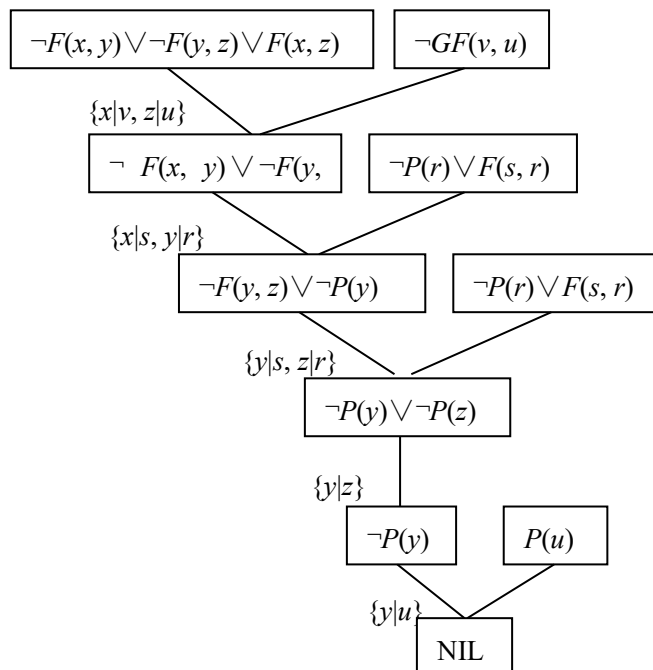 ¬F(x, y)∨¬F(y, z)∨F(x, z)
¬GF(v, u)
{x|v, z|u}
¬ F(x, y)∨¬F(y,
¬P(r)∨F(s, r)
{x|s, y|r}
¬F(y, z)∨¬P(y)
¬P(r)∨F(s, r)
{y|s, z|r}
¬P(y)∨¬P(z)
{y|z}
¬P(y)
P(u)
{y|u}
NIL